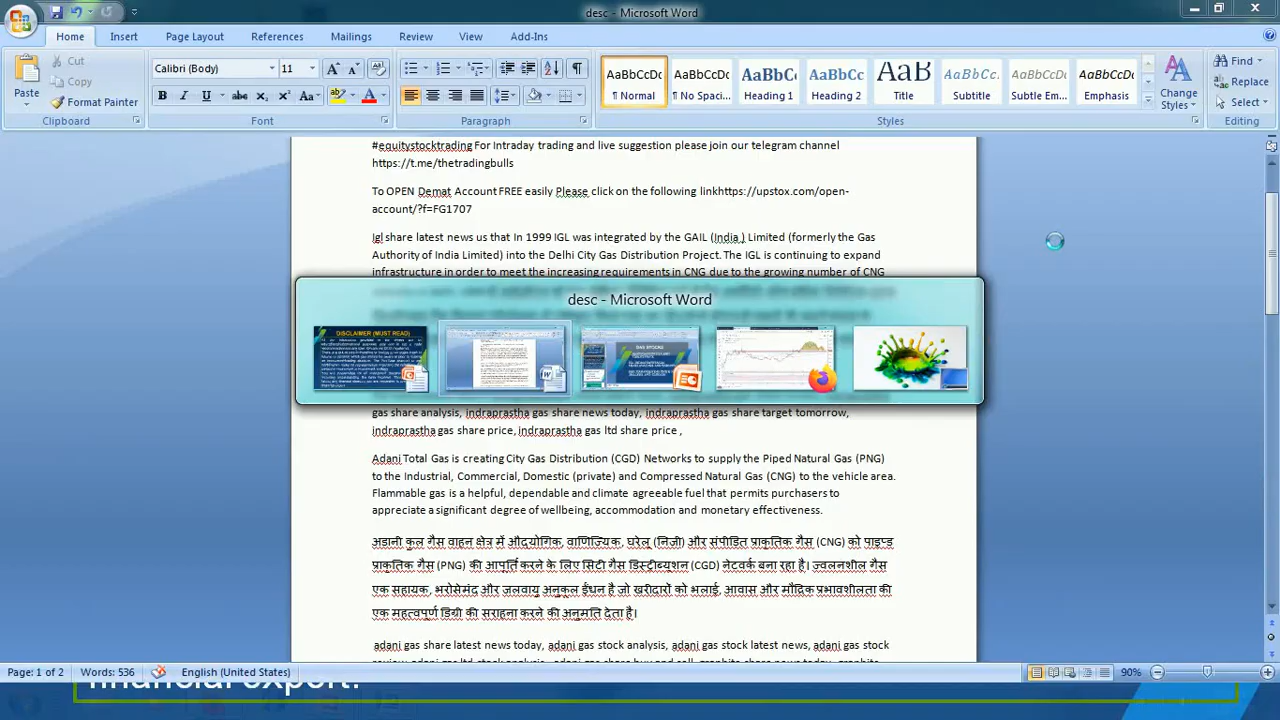 desc - Microsoft Word
Home Insert Page Layout References Mailings Review View Add-Ins
Cut
Copy
Paste
Format Painter
Clipboard
Calibri (Body) 11
Font
Paragraph
AaBbCcDc AaBbCcDc AaBbCc AaBbCc AaB AaBbCc. AaBbCcDc AaBbCcDc
¶ Normal ¶ No Spaci... Heading 1 Heading 2 Title Subtitle Subtle Em... Emphasis
Change Styles
Styles
Find
Replace
Select
Editing
#equitystocktrading For Intraday trading and live suggestion please join our telegram channel
https://t.me/thetradingbulls
To OPEN Demat Account FREE easily Please click on the following linkhttps://upstox.com/open-
account/?f=FG1707
Igl share latest news us that In 1999 IGL was integrated by the GAIL (India ) Limited (formerly the Gas
Authority of India Limited) into the Delhi City Gas Distribution Project. The IGL is continuing to expand
infrastructure in order to meet the increasing requirements in CNG due to the growing number of CNG
desc - Microsoft Word
DISCLAIMER (MUST READ)
gas share analysis, indraprastha gas share news today, indraprastha gas share target tomorrow,
indraprastha gas share price, indraprastha gas ltd share price ,
Adani Total Gas is creating City Gas Distribution (CGD) Networks to supply the Piped Natural Gas (PNG)
to the Industrial, Commercial, Domestic (private) and Compressed Natural Gas (CNG) to the vehicle area.
Flammable gas is a helpful, dependable and climate agreeable fuel that permits purchasers to
appreciate a significant degree of wellbeing, accommodation and monetary effectiveness.
अडानी कुल गैस वाहन क्षेत्र में औद्योगिक, वाणिज्यिक, घरेलू (निजी) और संपीडित प्राकृतिक गैस (CNG) को पाइप्ड
प्राकृतिक गैस (PNG) की आपूर्ति करने के लिए सिटी गैस डिस्ट्रीब्यूशन (CGD) नेटवर्क बना रहा है। ज्वलनशील गैस
एक सहायक, भरोसेमंद और जलवायु अनुकूल ईंधन है जो खरीदारों को भलाई, आवास और मौद्रिक प्रभावशीलता की
एक महत्वपूर्ण डिग्री की सराहना करने की अनुमति देता है।
adani gas share latest news today, adani gas stock analysis, adani gas stock latest news, adani gas stock
Page: 1 of 2 Words: 536 English (United States) 90%
financial expert.